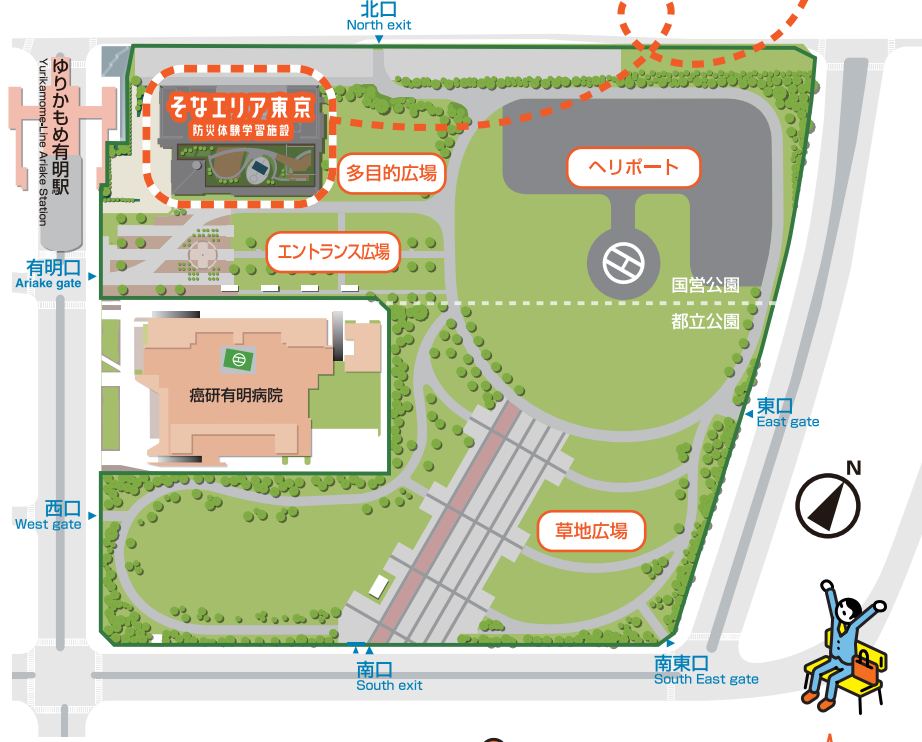 北口
North exit
ゆりかもめ有明駅
Yurikamome-Line Ariake Station
そなエリア東京
防災体験学習施設
多目的広場
ヘリポート
エントランス広場
有明口
Ariake gate
国営公園
都立公園
癌研有明病院
東口
East gate
N
西口
West gate
草地広場
南口
South exit
南東口
South East gate